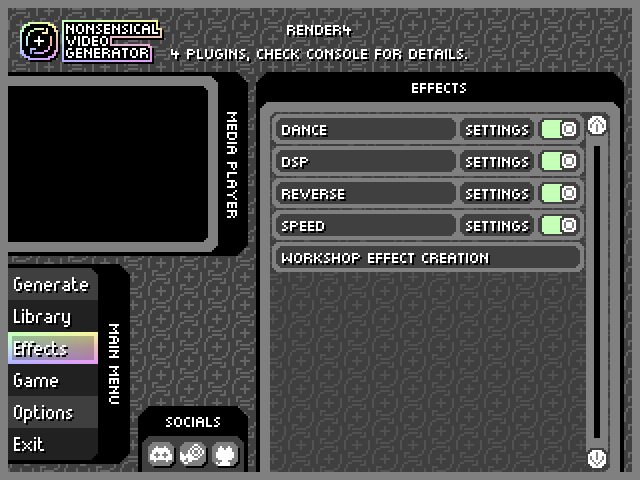 NONSENSICAL
VIDEO
GENERATOR
RENDER4
4 PLUGINS, CHECK CONSOLE FOR DETAILS.
MEDIA PLAYER
EFFECTS
DANCE SETTINGS
DSP SETTINGS
REVERSE SETTINGS
SPEED SETTINGS
WORKSHOP EFFECT CREATION
Generate
Library
Effects
Game
Options
Exit
MAIN MENU
SOCIALS